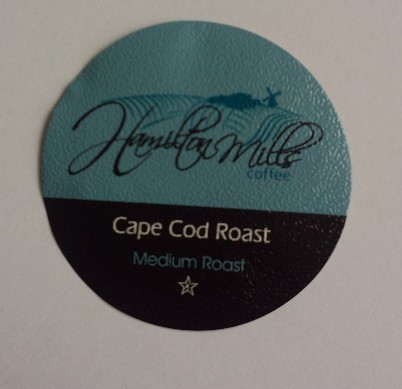 Hamilton Mills
coffee
Cape Cod Roast
Medium Roast